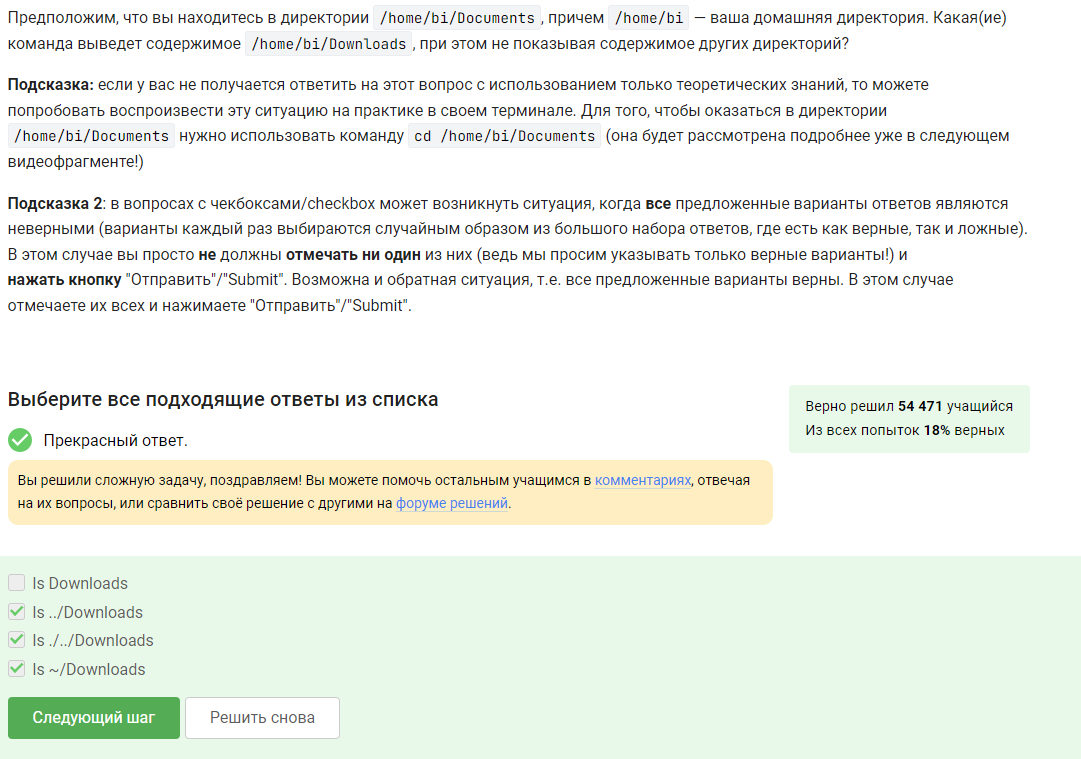 Предположим, что вы находитесь в директории /home/bi/Documents, причем /home/bi — ваша домашняя директория. Какая(ие)
команда выведет содержимое /home/bi/Downloads, при этом не показывая содержимое других директорий?
Подсказка: если у вас не получается ответить на этот вопрос с использованием только теоретических знаний, то можете
попробовать воспроизвести эту ситуацию на практике в своем терминале. Для того, чтобы оказаться в директории
/home/bi/Documents нужно использовать команду cd /home/bi/Documents (она будет рассмотрена подробнее уже в следующем
видеофрагменте!)
Подсказка 2: в вопросах с чекбоксами/checkbox может возникнуть ситуация, когда все предложенные варианты ответов являются
неверными (варианты каждый раз выбираются случайным образом из большого набора ответов, где есть как верные, так и ложные).
В этом случае вы просто не должны отмечать ни один из них (ведь мы просим указывать только верные варианты!) и
нажать кнопку "Отправить"/"Submit". Возможна и обратная ситуация, т.е. все предложенные варианты верны. В этом случае
отмечаете их всех и нажимаете "Отправить"/"Submit".
Выберите все подходящие ответы из списка
Верно решил 54 471 учащийся
Из всех попыток 18% верных
Прекрасный ответ.
Вы решили сложную задачу, поздравляем! Вы можете помочь остальным учащимся в комментариях, отвечая
на их вопросы, или сравнить своё решение с другими на форуме решений.
ls Downloads
ls ../Downloads
ls ./../Downloads
ls ~/Downloads
Следующий шаг
Решить снова